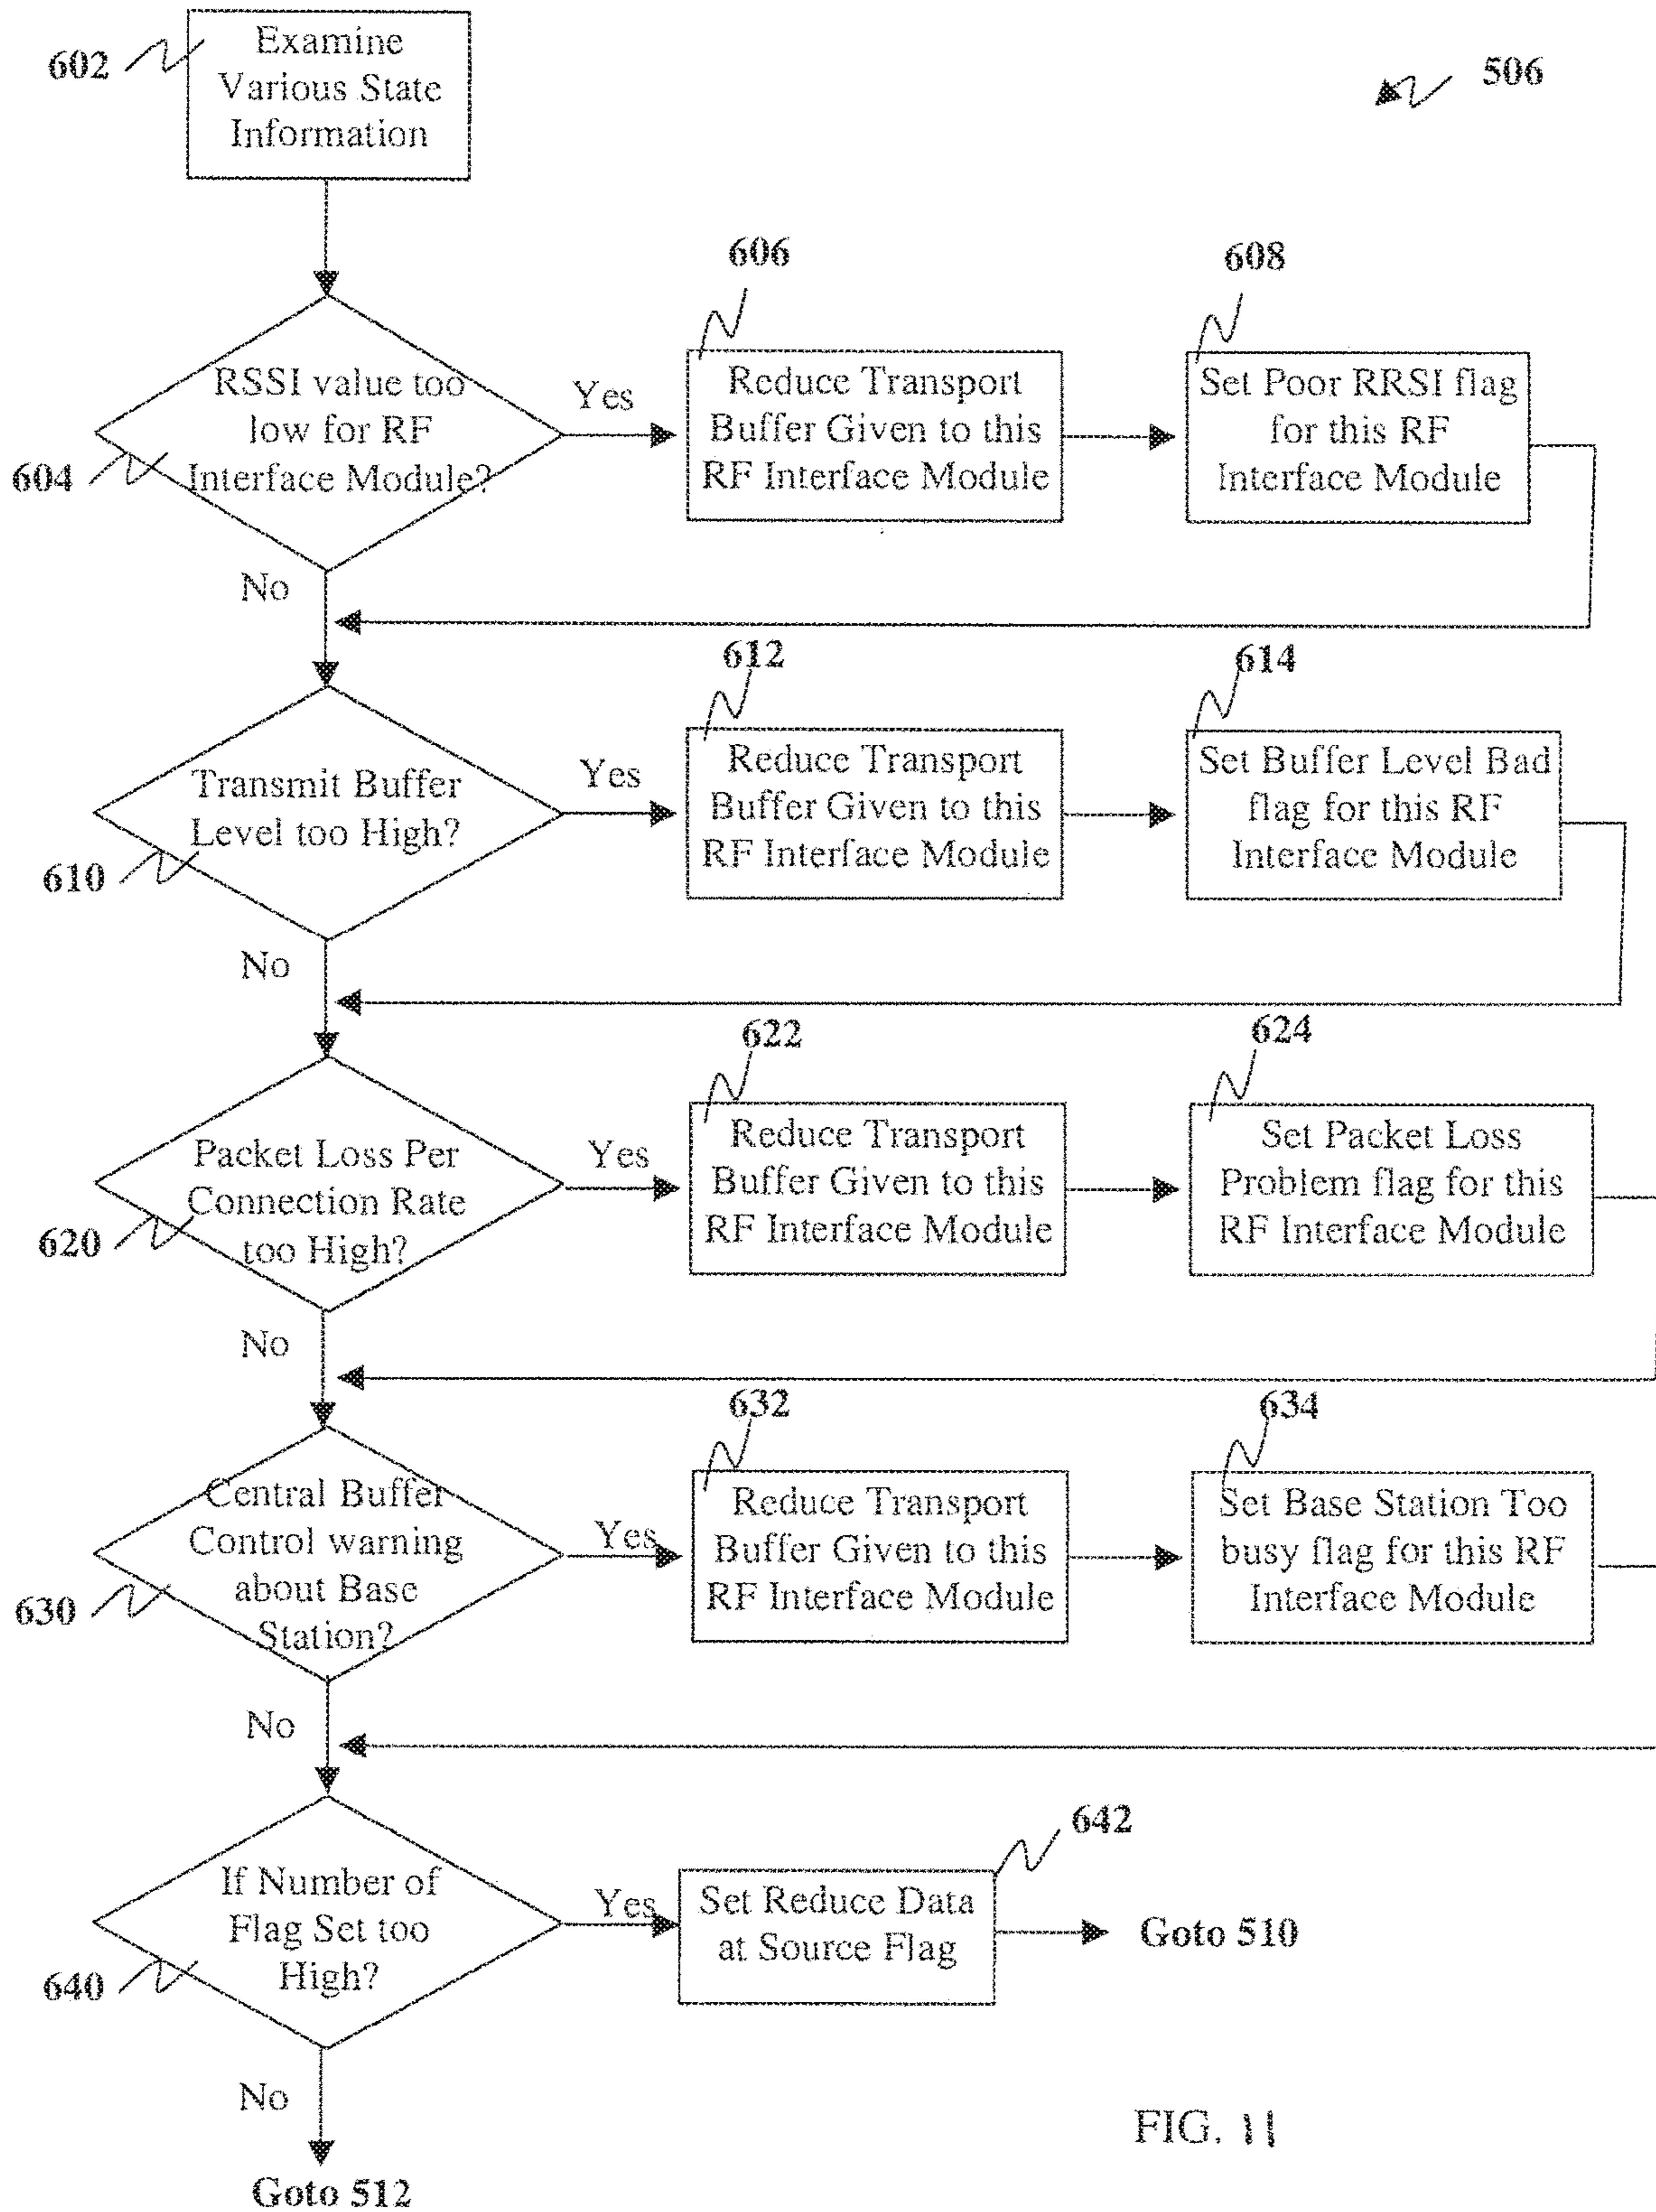 602
Examine
Various State
Information
506
604
RSSI value too
low for RF
Interface Module?
Yes
606
Reduce Transport
Buffer Given to this
RF Interface Module
608
Set Poor RRSI flag
for this RF
Interface Module
No
610
Transmit Buffer
Level too High?
Yes
612
Reduce Transport
Buffer Given to this
RF Interface Module
614
Set Buffer Level Bad
flag for this RF
Interface Module
No
620
Packet Loss Per
Connection Rate
too High?
Yes
622
Reduce Transport
Buffer Given to this
RF Interface Module
624
Set Packet Loss
Problem flag for this
RF Interface Module
No
630
Central Buffer
Control warning
about Base
Station?
Yes
632
Reduce Transport
Buffer Given to this
RF Interface Module
634
Set Base Station Too
busy flag for this RF
Interface Module
No
640
If Number of
Flag Set too
High?
Yes
642
Set Reduce Data
at Source Flag
Goto 510
No
Goto 512
FIG. 11